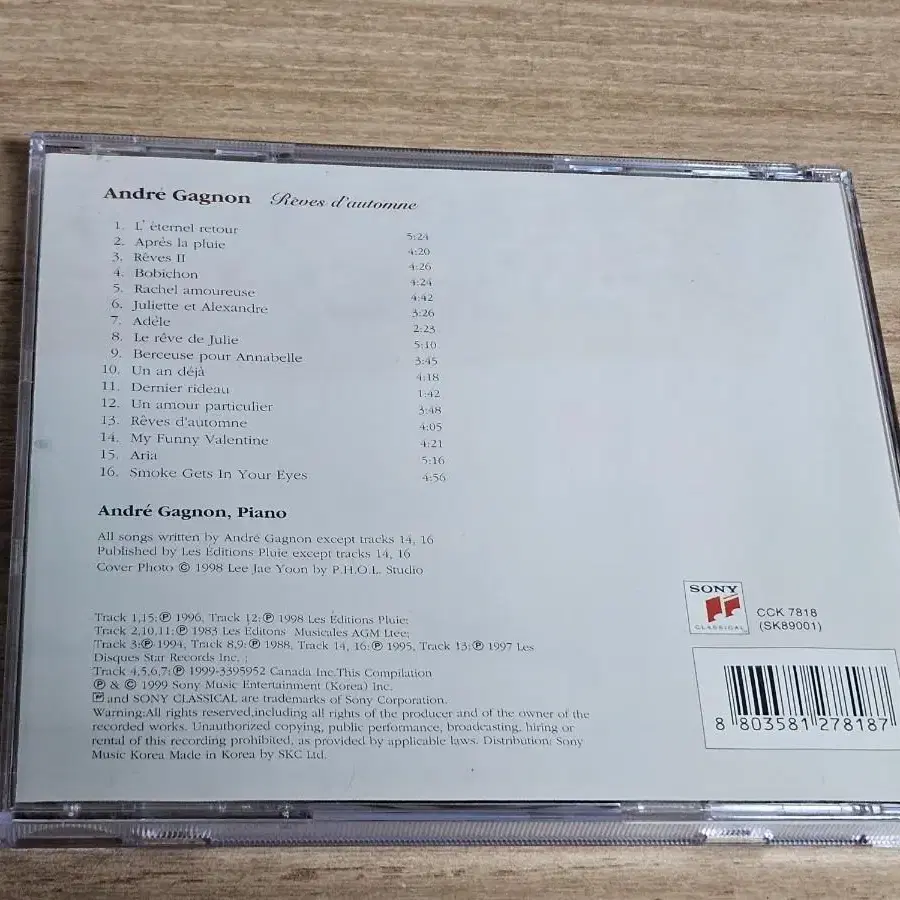 André Gagnon Rêves d'automne
1. L' éternel retour 5:24
2. Aprés la pluie 4:20
3. Rêves II 4:26
4. Bobichon 4:24
5. Rachel amoureuse 4:42
6. Juliette et Alexandre 3:26
7. Adéle 2:23
8. Le rêve de Julie 5:10
9. Berceuse pour Annabelle 3:45
10. Un an déjà 4:18
11. Dernier rideau 1:42
12. Un amour particulier 3:48
13. Rêves d'automne 4:05
14. My Funny Valentine 4:21
15. Aria 5:16
16. Smoke Gets In Your Eyes 4:56
André Gagnon, Piano
All songs written by André Gagnon except tracks 14, 16
Published by Les Éditions Pluie except tracks 14, 16
Cover Photo © 1998 Lee Jae Yoon by P.H.O.L. Studio
Track 1,15:℗ 1996, Track 12:℗ 1998 Les Éditions Pluie;
Track 2,10,11:℗ 1983 Les Éditons Musicales AGM Ltee;
Track 3:℗ 1994, Track 8,9:℗ 1988, Track 14, 16:℗ 1995, Track 13:℗ 1997 Les
Disques Star Records Inc. ;
Track 4,5,6,7:℗ 1999-3395952 Canada Inc.This Compilation
℗ & © 1999 Sony Music Entertainment (Korea) Inc.
and SONY CLASSICAL are trademarks of Sony Corporation.
Warning:All rights reserved,including all rights of the producer and of the owner of the
recorded works. Unauthorized copying, public performance, broadcasting, hiring or
rental of this recording prohibited, as provided by applicable laws. Distribution: Sony
Music Korea Made in Korea by SKC Ltd.
SONY
CLASSICAL
CCK 7818
(SK89001)
8 803581 278187